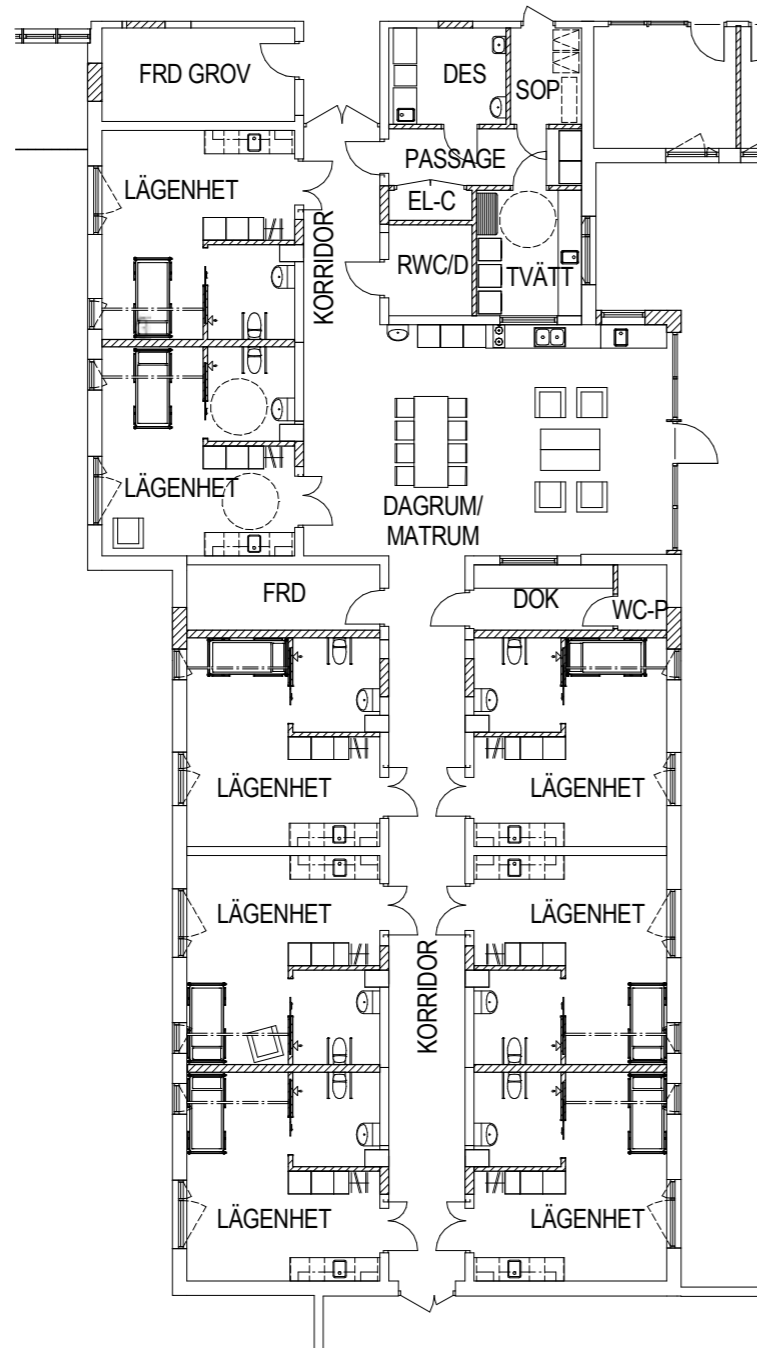 FRD GROV
DES
SOP
PASSAGE
LÄGENHET
EL-C
KORRIDOR
RWC/D
TVÄTT
LÄGENHET
DAGRUM/
MATRUM
FRD
DOK
WC-P
LÄGENHET
LÄGENHET
LÄGENHET
LÄGENHET
KORRIDOR
LÄGENHET
LÄGENHET